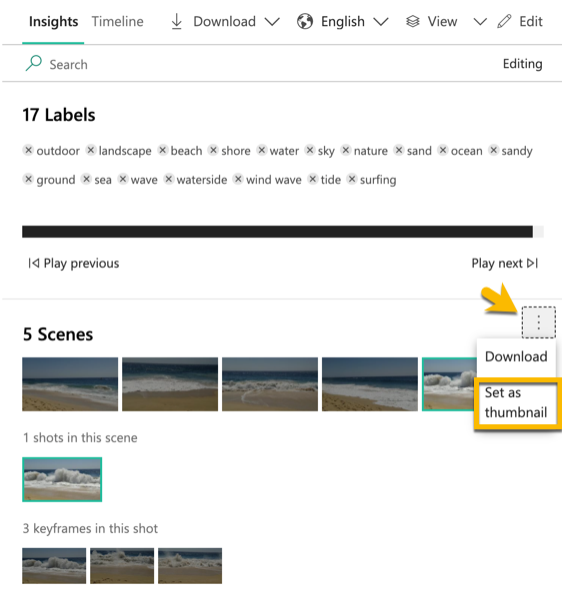 Insights Timeline Download English View Edit
Search Editing
17 Labels
outdoor landscape beach shore water sky nature sand ocean sandy
ground sea wave waterside wind wave tide surfing
Play previous Play next
5 Scenes
Download
Set as
thumbnail
1 shots in this scene
3 keyframes in this shot